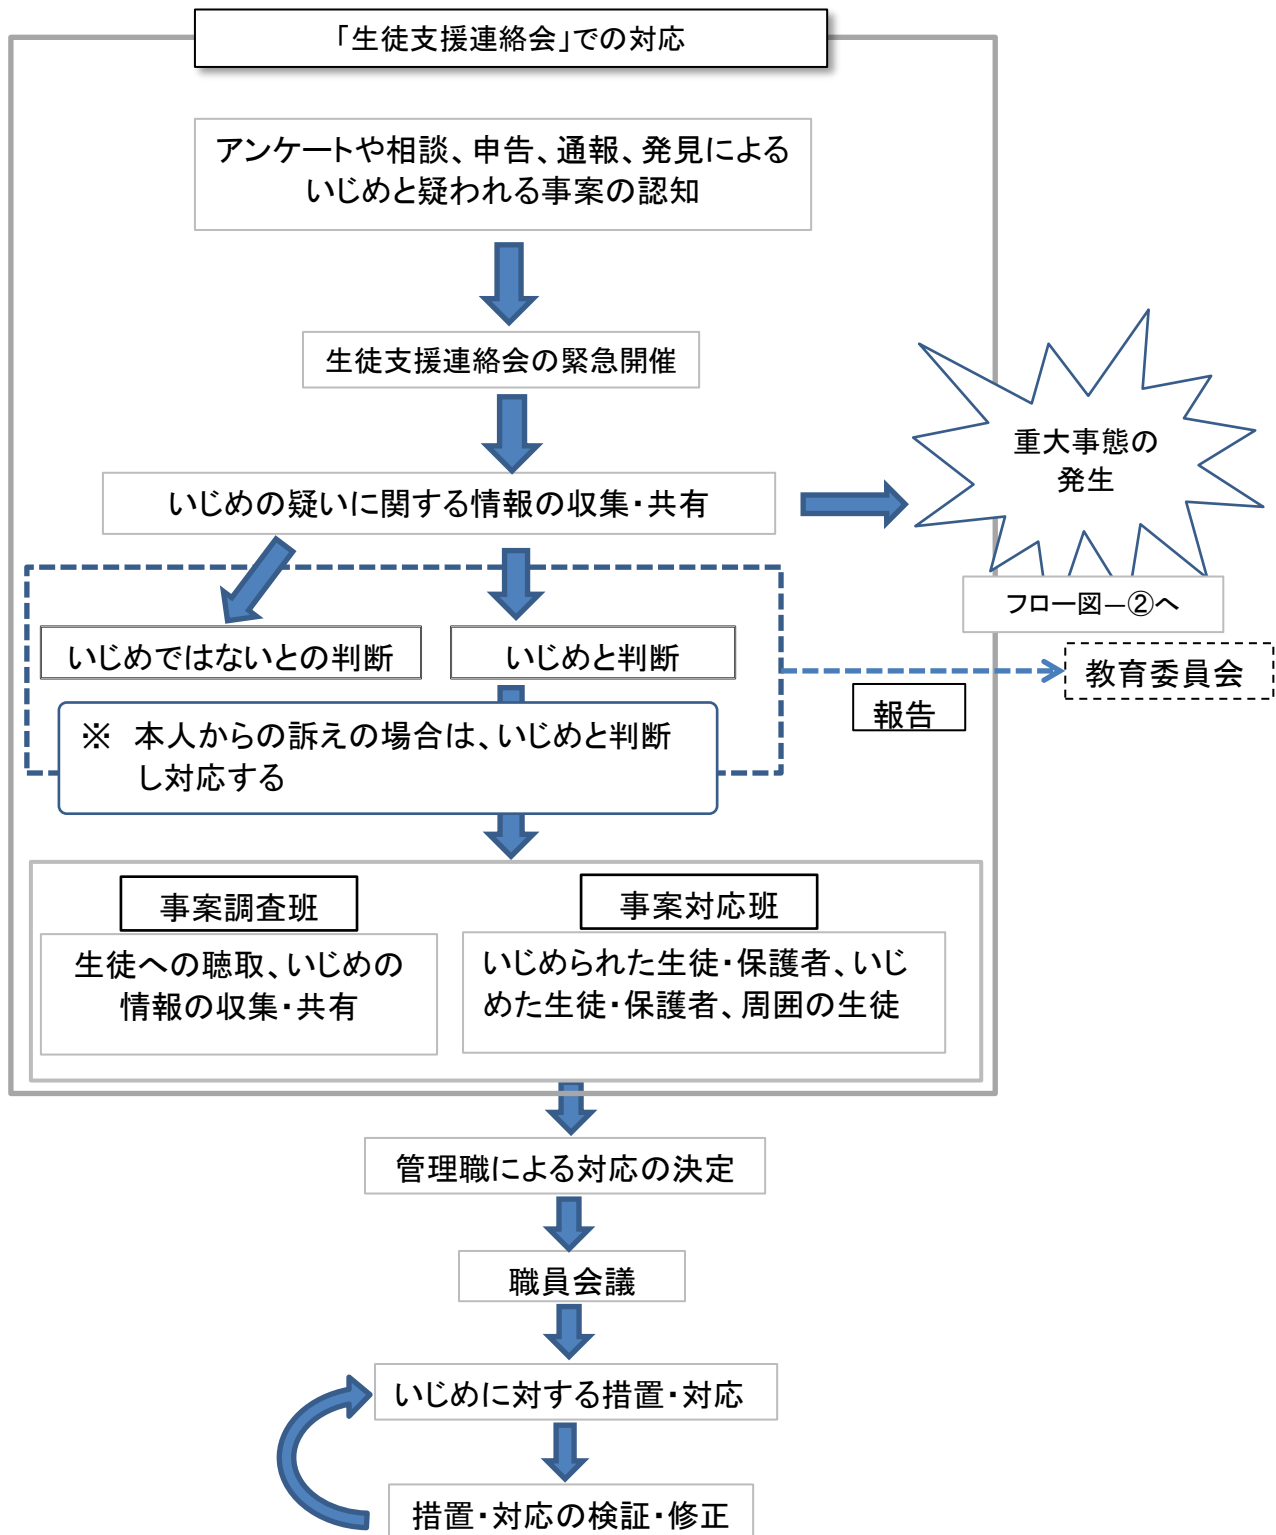 「生徒支援連絡会」での対応
アンケートや相談、申告、通報、発見による
いじめと疑われる事案の認知
生徒支援連絡会の緊急開催
いじめの疑いに関する情報の収集・共有
重大事態の
発生
フロー図―②へ
いじめではないとの判断
いじめと判断
教育委員会
報告
※　本人からの訴えの場合は、いじめと判断
し対応する
事案調査班
生徒への聴取、いじめの
情報の収集・共有
事案対応班
いじめられた生徒・保護者、いじ
めた生徒・保護者、周囲の生徒
管理職による対応の決定
職員会議
いじめに対する措置・対応
措置・対応の検証・修正